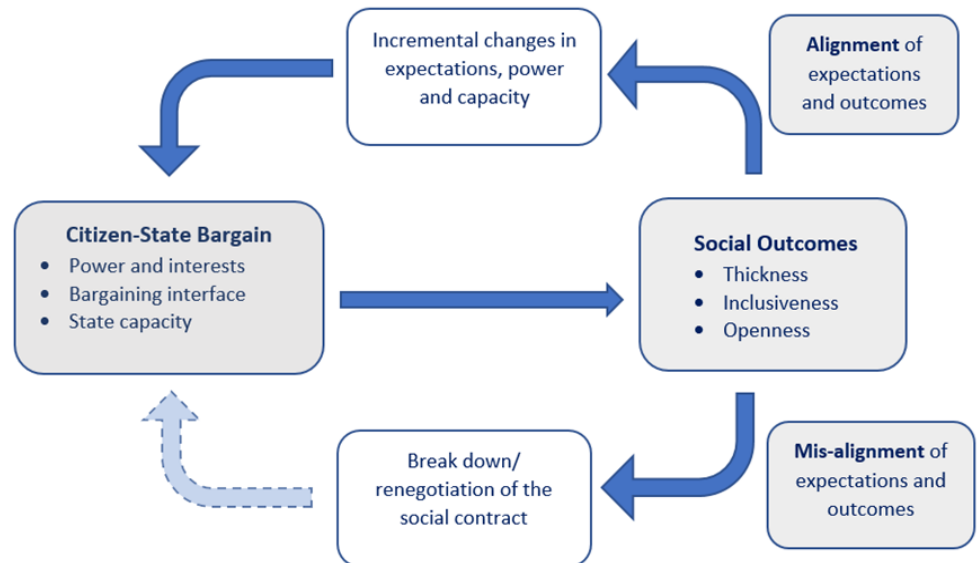 Incremental changes in
expectations, power
and capacity
Alignment of
expectations
and outcomes
Citizen-State Bargain
• Power and interests
• Bargaining interface
• State capacity
Social Outcomes
• Thickness
• Inclusiveness
• Openness
Break down/
renegotiation of the
social contract
Mis-alignment of
expectations and
outcomes